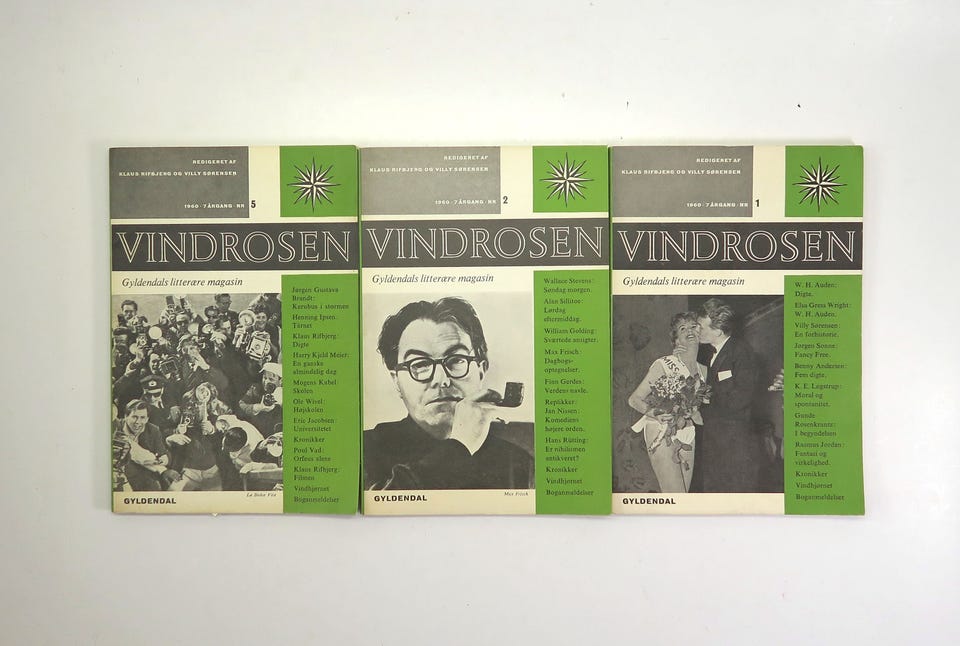 REDIGERET AF
KLAUS RIFBJERG OG VILLY SØRENSEN
1960 · 7 ÅRGANG · NR 5
VINDROSEN
Gyldendals litterære magasin
Jørgen Gustava
Brandt:
Korshus i stormen
Henning Ipsen:
Tårnet
Klaus Rifbjerg:
Digte
Harry Kjeld Meier:
En ganske
almindelig dag
Mogens Kabel
Skolen
Ole Wivel:
Højskolen
Eric Jacobsen:
Universitetet
Kronikker
Poul Vad:
Orfeus alene
Klaus Rifbjerg:
Filmen
Vindhjørnet
Boganmeldelser
GYLDENDAL
La Dolce Vita
REDIGERET AF
KLAUS RIFBJERG OG VILLY SØRENSEN
1960 · 7 ÅRGANG · NR 2
VINDROSEN
Gyldendals litterære magasin
Wallace Stevens:
Søndag morgen.
Alan Sillitoe:
Lørdag
eftermiddag.
William Golding:
Sværtede ansigter.
Max Frisch:
Dagbogs-
optegnelser.
Finn Gerdes:
Verdens navle.
Replikker:
Jan Nissen:
Komediens
højere orden.
Hans Rütting:
Er nihilismen
antikveret?
Kronikker
Vindhjørnet
Boganmeldelser
GYLDENDAL
Max Frisch
REDIGERET AF
KLAUS RIFBJERG OG VILLY SØRENSEN
1960 · 7 ÅRGANG · NR 1
VINDROSEN
Gyldendals litterære magasin
W. H. Auden:
Digte.
Elsa Gress Wright:
W. H. Auden.
Villy Sørensen:
En forhistorie.
Jørgen Sonne:
Fancy Free.
Benny Andersen:
Fem digte.
K. E. Løgstrup:
Moral og
spontanitet.
Gunde
Rosenkrantz:
I begyndelsen
Rasmus Jorden:
Fantasi og
virkelighed.
Kronikker
Vindhjørnet
Boganmeldelser
MISS
GYLDENDAL